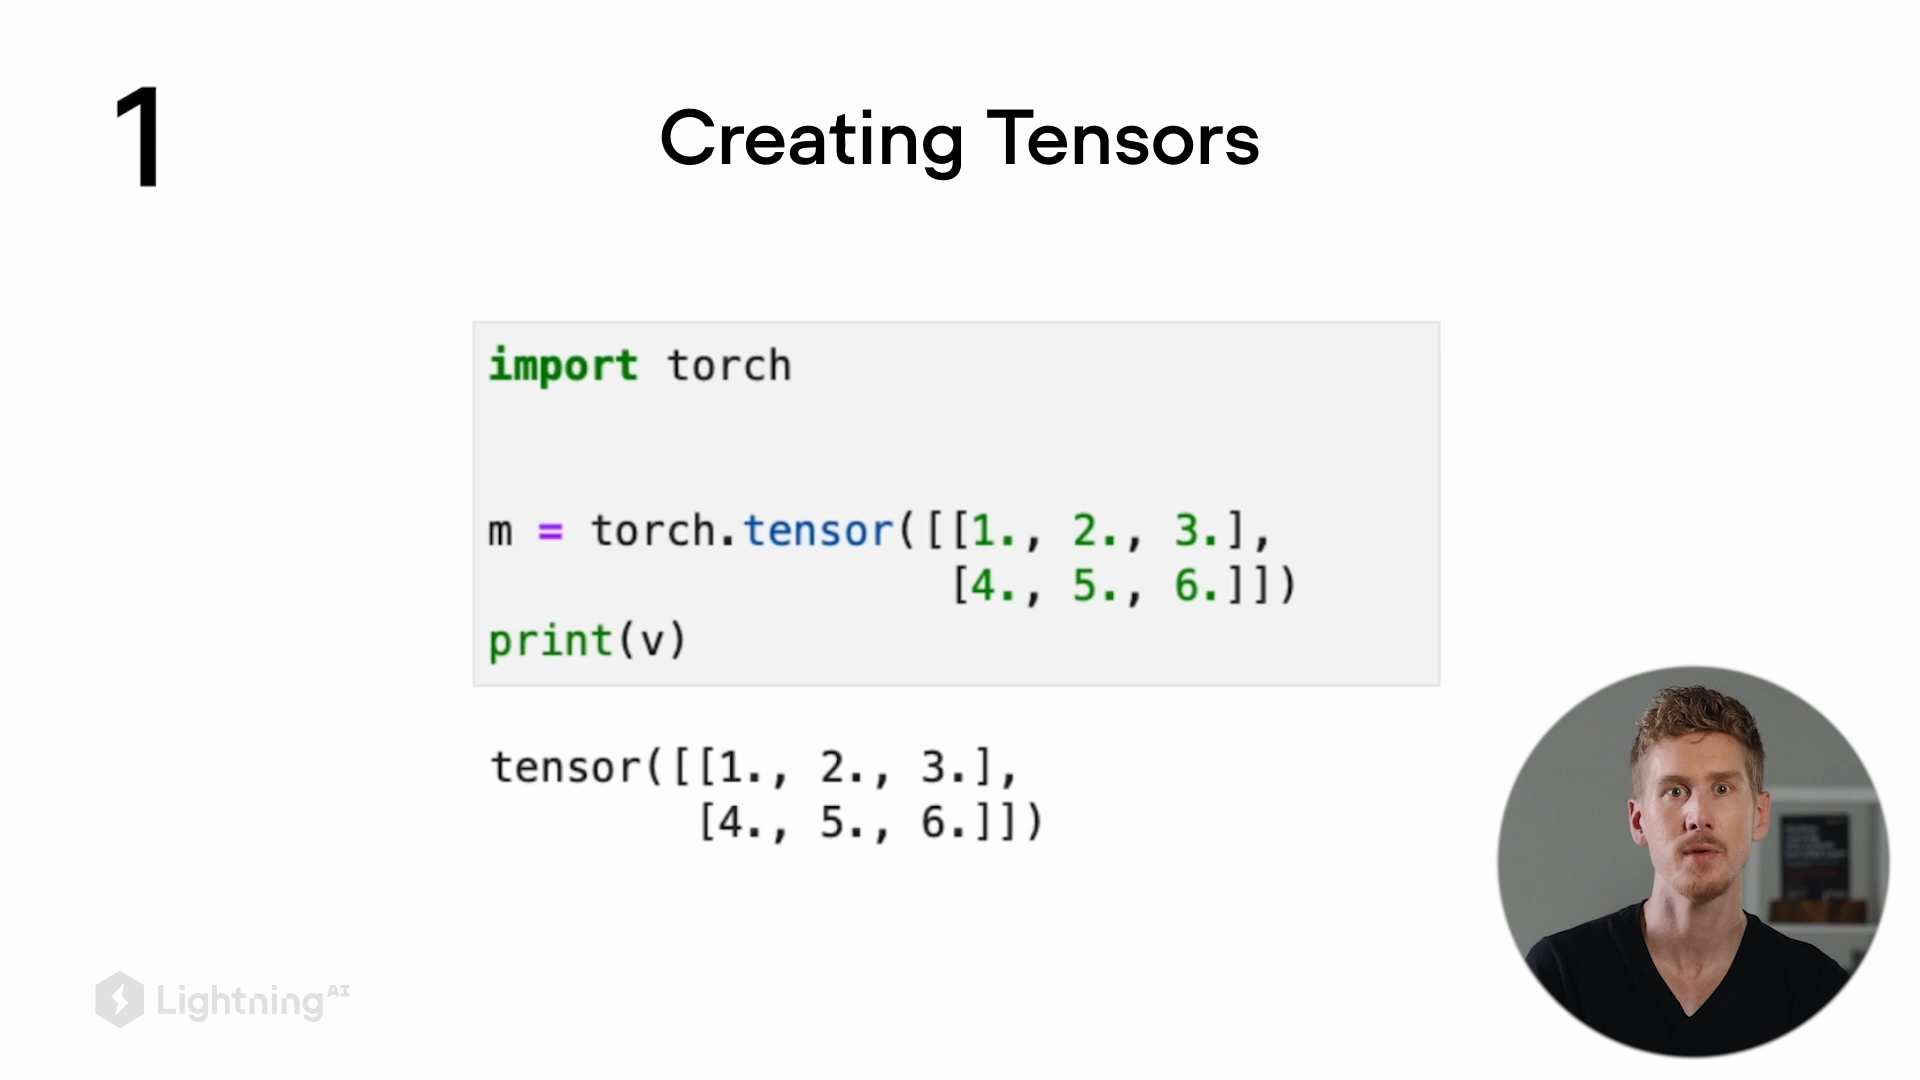 1
Creating Tensors
import torch
m = torch.tensor([[1., 2., 3.],
[4., 5., 6.]])
print(v)
tensor([[1., 2., 3.],
[4., 5., 6.]])
Lightning AI